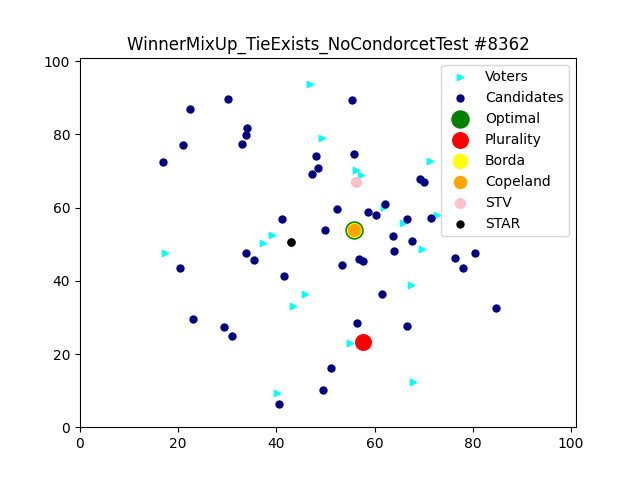 WinnerMixUp_TieExists_NoCondorcetTest #8362
100
80
60
40
20
0
0
20
40
60
80
100
Voters
Candidates
Optimal
Plurality
Borda
Copeland
STV
STAR